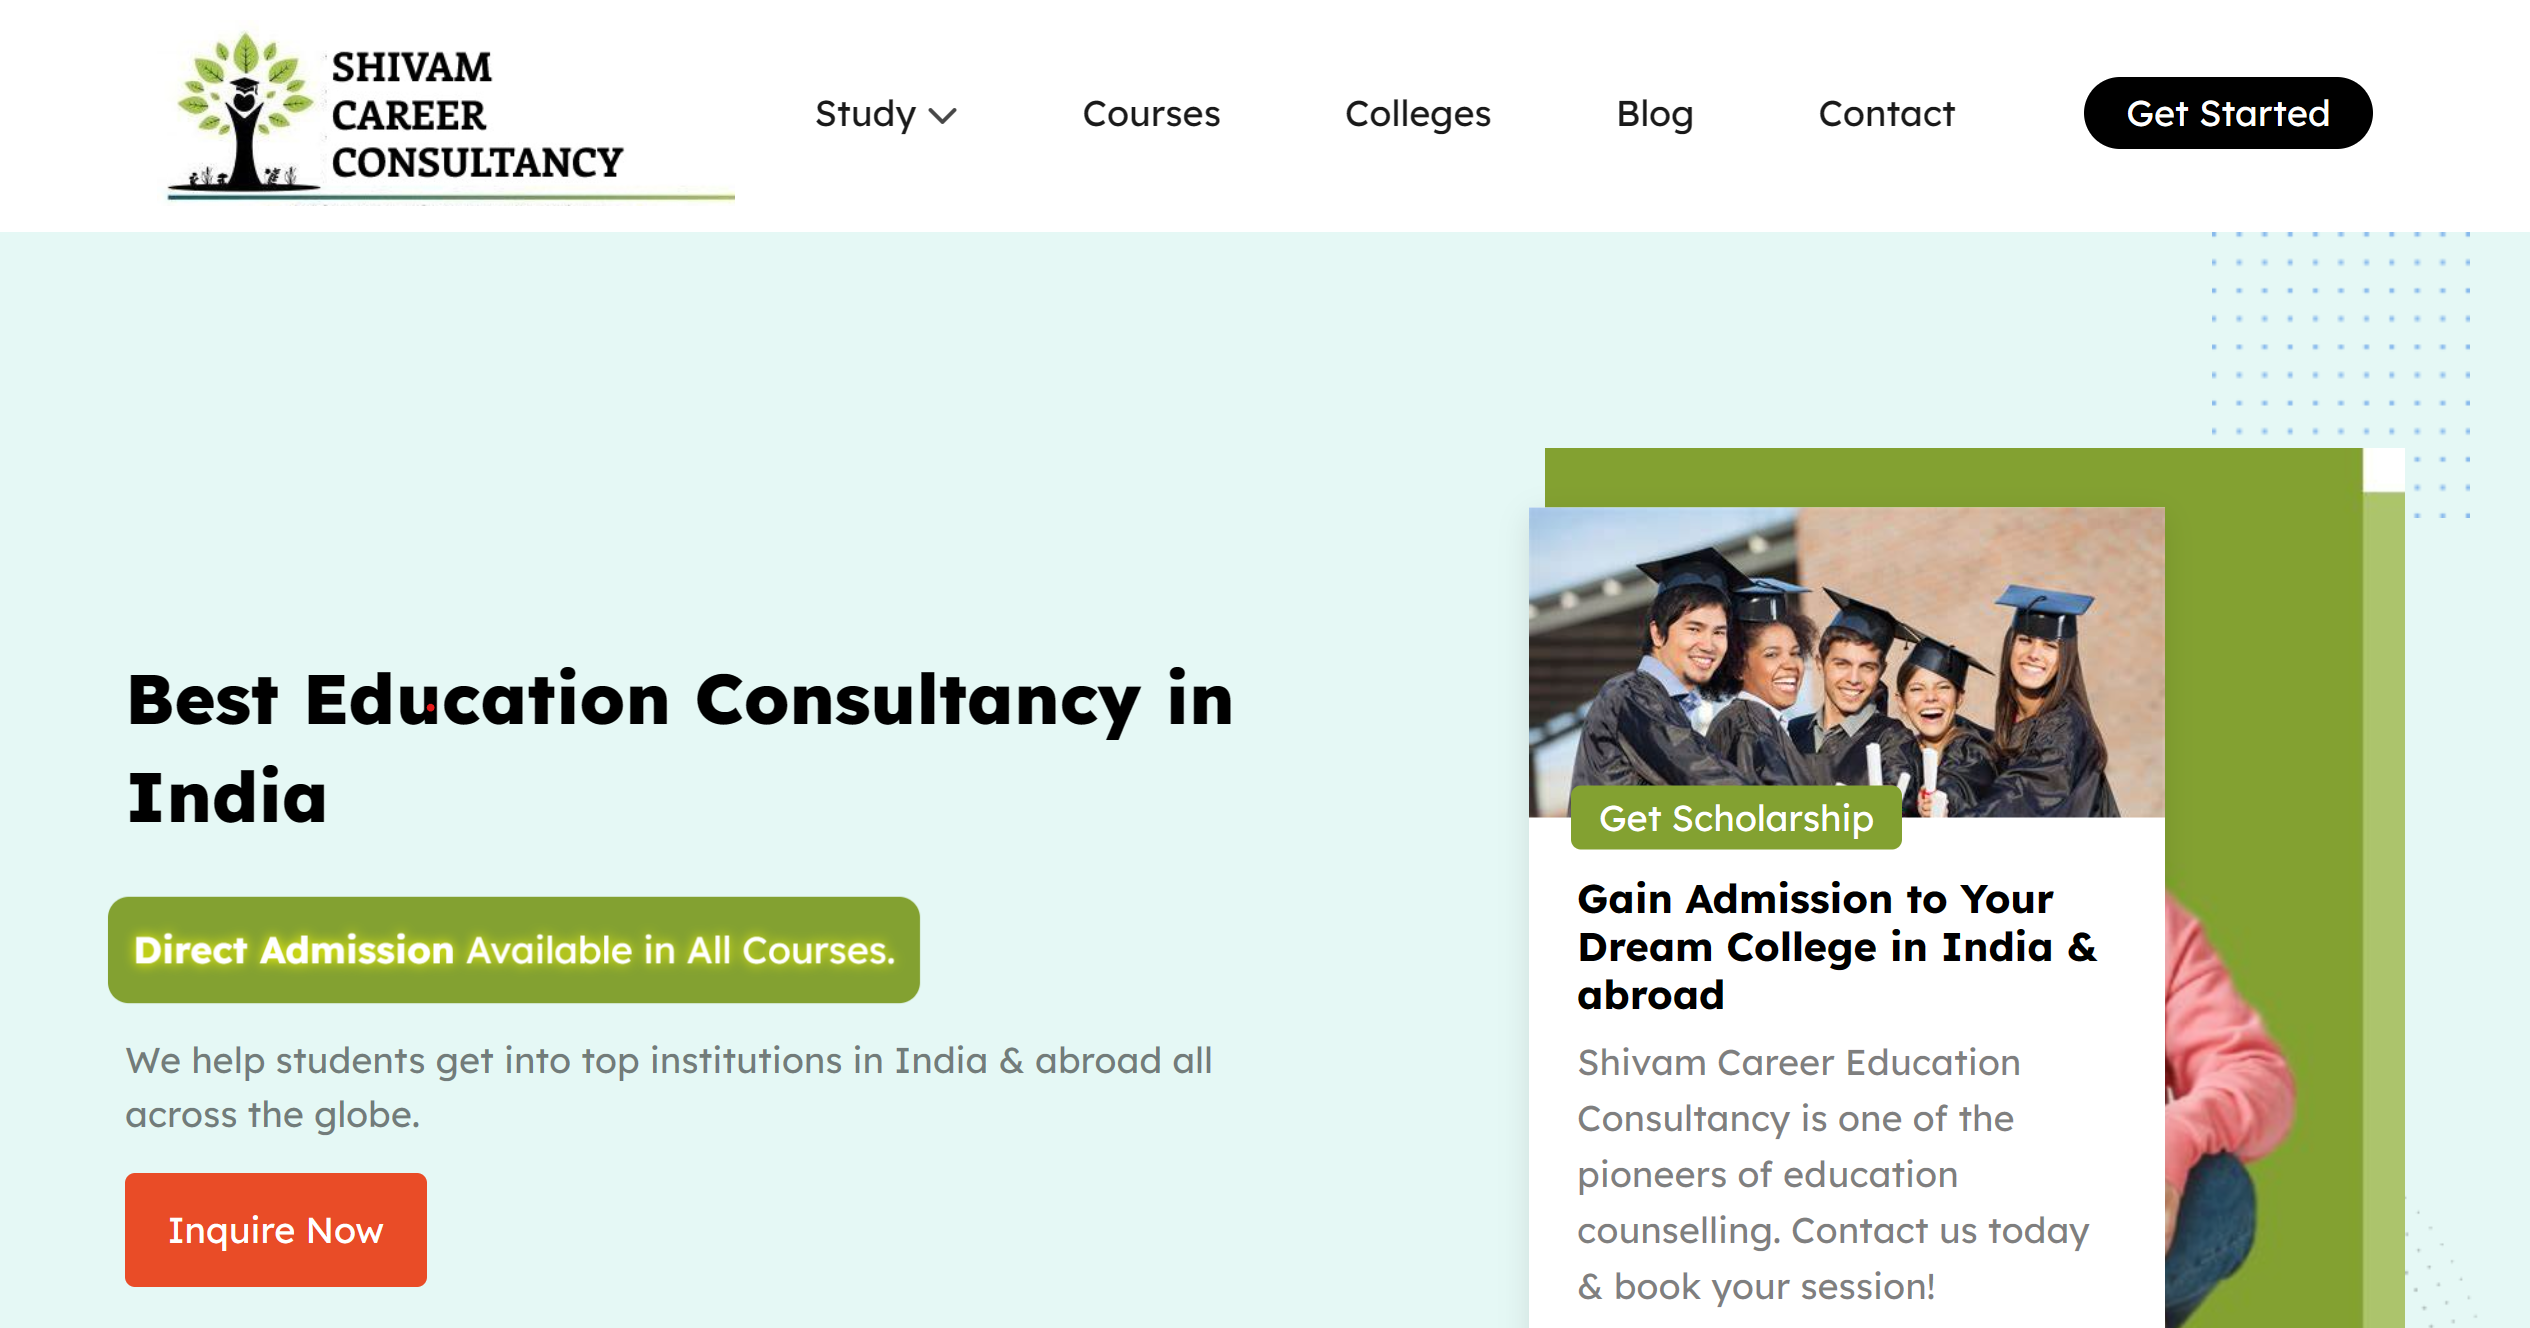 SHIVAM
CAREER
CONSULTANCY
Study
Courses
Colleges
Blog
Contact
Get Started
Best Education Consultancy in
India
Direct Admission Available in All Courses.
We help students get into top institutions in India & abroad all
across the globe.
Inquire Now
Get Scholarship
Gain Admission to Your
Dream College in India &
abroad
Shivam Career Education
Consultancy is one of the
pioneers of education
counselling. Contact us today
& book your session!